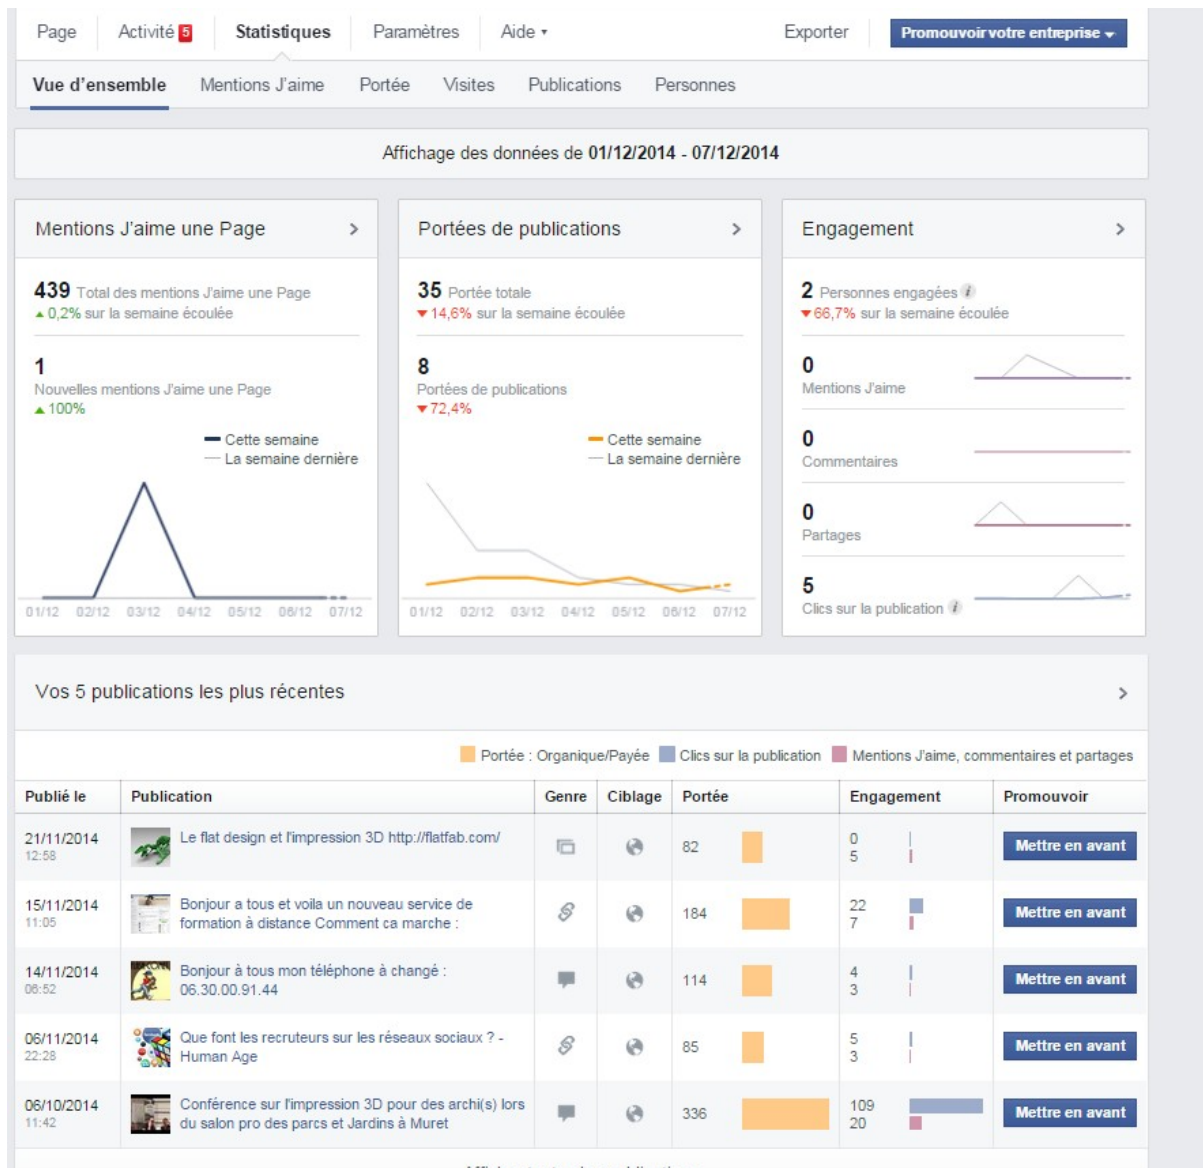 Page Activité 5 Statistiques Paramètres Aide Exporter Promouvoir votre entreprise
Vue d'ensemble Mentions J'aime Portée Visites Publications Personnes
Affichage des données de 01/12/2014 - 07/12/2014
Mentions J'aime une Page
439 Total des mentions J'aime une Page
0,2% sur la semaine écoulée
1
Nouvelles mentions J'aime une Page
100%
Cette semaine
La semaine dernière
01/12 02/12 03/12 04/12 05/12 06/12 07/12
Portées de publications
35 Portée totale
14,6% sur la semaine écoulée
8
Portées de publications
72,4%
Cette semaine
La semaine dernière
01/12 02/12 03/12 04/12 05/12 06/12 07/12
Engagement
2 Personnes engagées i
66,7% sur la semaine écoulée
0
Mentions J'aime
0
Commentaires
0
Partages
5
Clics sur la publication i
Vos 5 publications les plus récentes
Portée : Organique/Payée Clics sur la publication Mentions J'aime, commentaires et partages
Publié le Publication Genre Ciblage Portée Engagement Promouvoir
21/11/2014
12:58
Le flat design et l'impression 3D http://flatfab.com/
82
0
5
Mettre en avant
15/11/2014
11:05
Bonjour a tous et voila un nouveau service de
formation à distance Comment ca marche :
184
22
7
Mettre en avant
14/11/2014
06:52
Bonjour à tous mon téléphone à changé :
06.30.00.91.44
114
4
3
Mettre en avant
06/11/2014
22:28
Que font les recruteurs sur les réseaux sociaux ? -
Human Age
85
5
3
Mettre en avant
06/10/2014
11:42
Conférence sur l'impression 3D pour des archi(s) lors
du salon pro des parcs et Jardins à Muret
336
109
20
Mettre en avant